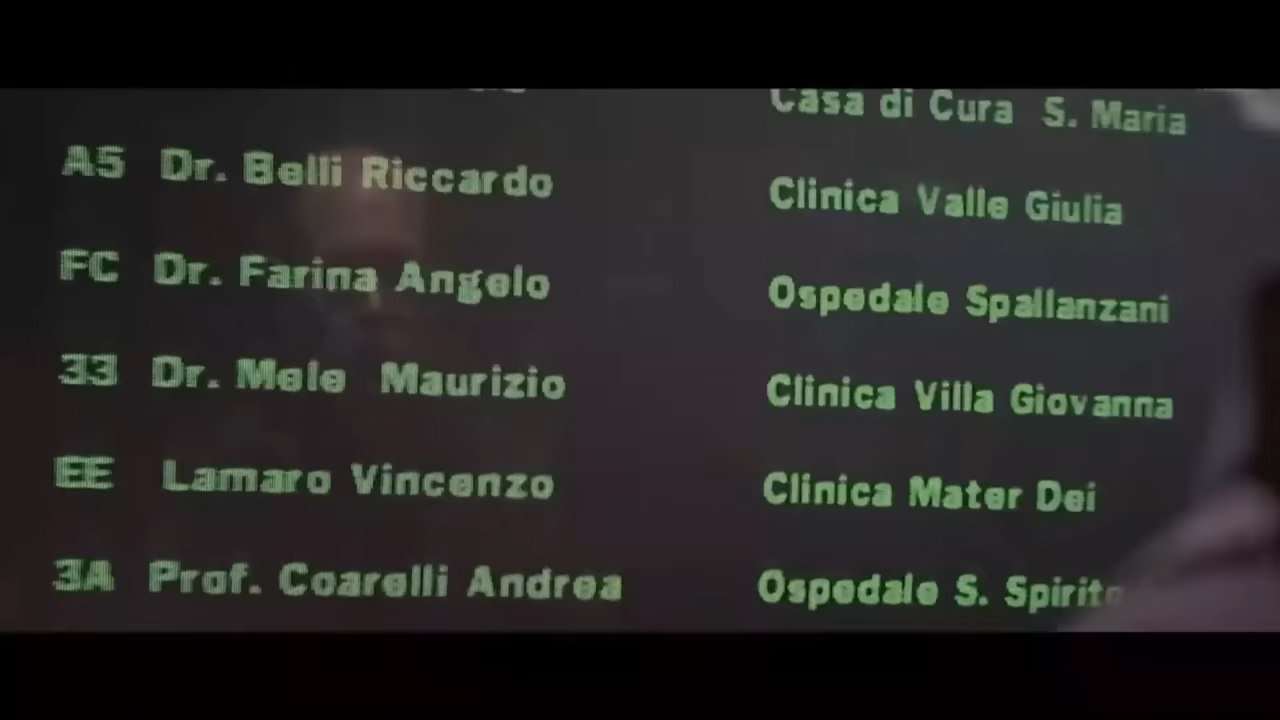 Casa di Cura S. Maria
A5 Dr. Belli Riccardo Clinica Valle Giulia
FC Dr. Farina Angelo Ospedale Spallanzani
33 Dr. Mele Maurizio Clinica Villa Giovanna
EE Lamaro Vincenzo Clinica Mater Dei
3A Prof. Coarelli Andrea Ospedale S. Spirito